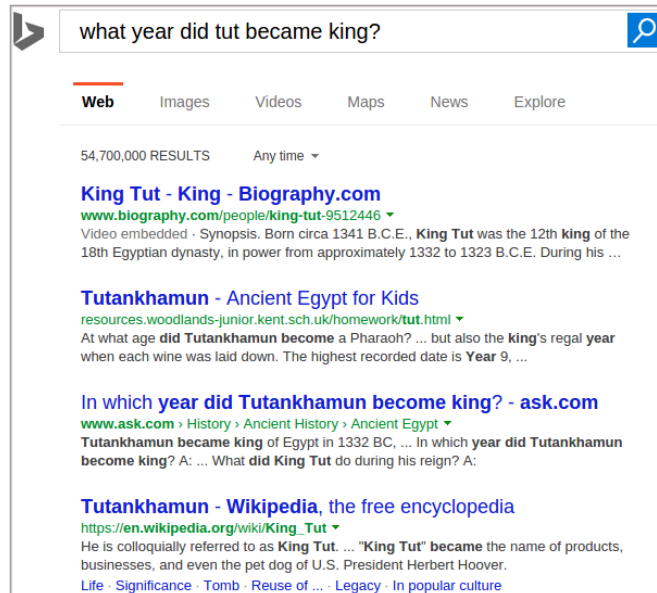 what year did tut became king?
Web Images Videos Maps News Explore
54,700,000 RESULTS Any time
King Tut - King - Biography.com
www.biography.com/people/king-tut-9512446
Video embedded · Synopsis. Born circa 1341 B.C.E., King Tut was the 12th king of the
18th Egyptian dynasty, in power from approximately 1332 to 1323 B.C.E. During his ...
Tutankhamun - Ancient Egypt for Kids
resources.woodlands-junior.kent.sch.uk/homework/tut.html
At what age did Tutankhamun become a Pharaoh? ... but also the king's regal year
when each wine was laid down. The highest recorded date is Year 9, ...
In which year did Tutankhamun become king? - ask.com
www.ask.com › History › Ancient History › Ancient Egypt
Tutankhamun became king of Egypt in 1332 BC, ... In which year did Tutankhamun
become king? A: ... What did King Tut do during his reign? A:
Tutankhamun - Wikipedia, the free encyclopedia
https://en.wikipedia.org/wiki/King_Tut
He is colloquially referred to as King Tut. ... "King Tut" became the name of products,
businesses, and even the pet dog of U.S. President Herbert Hoover.
Life · Significance · Tomb · Reuse of ... · Legacy · In popular culture